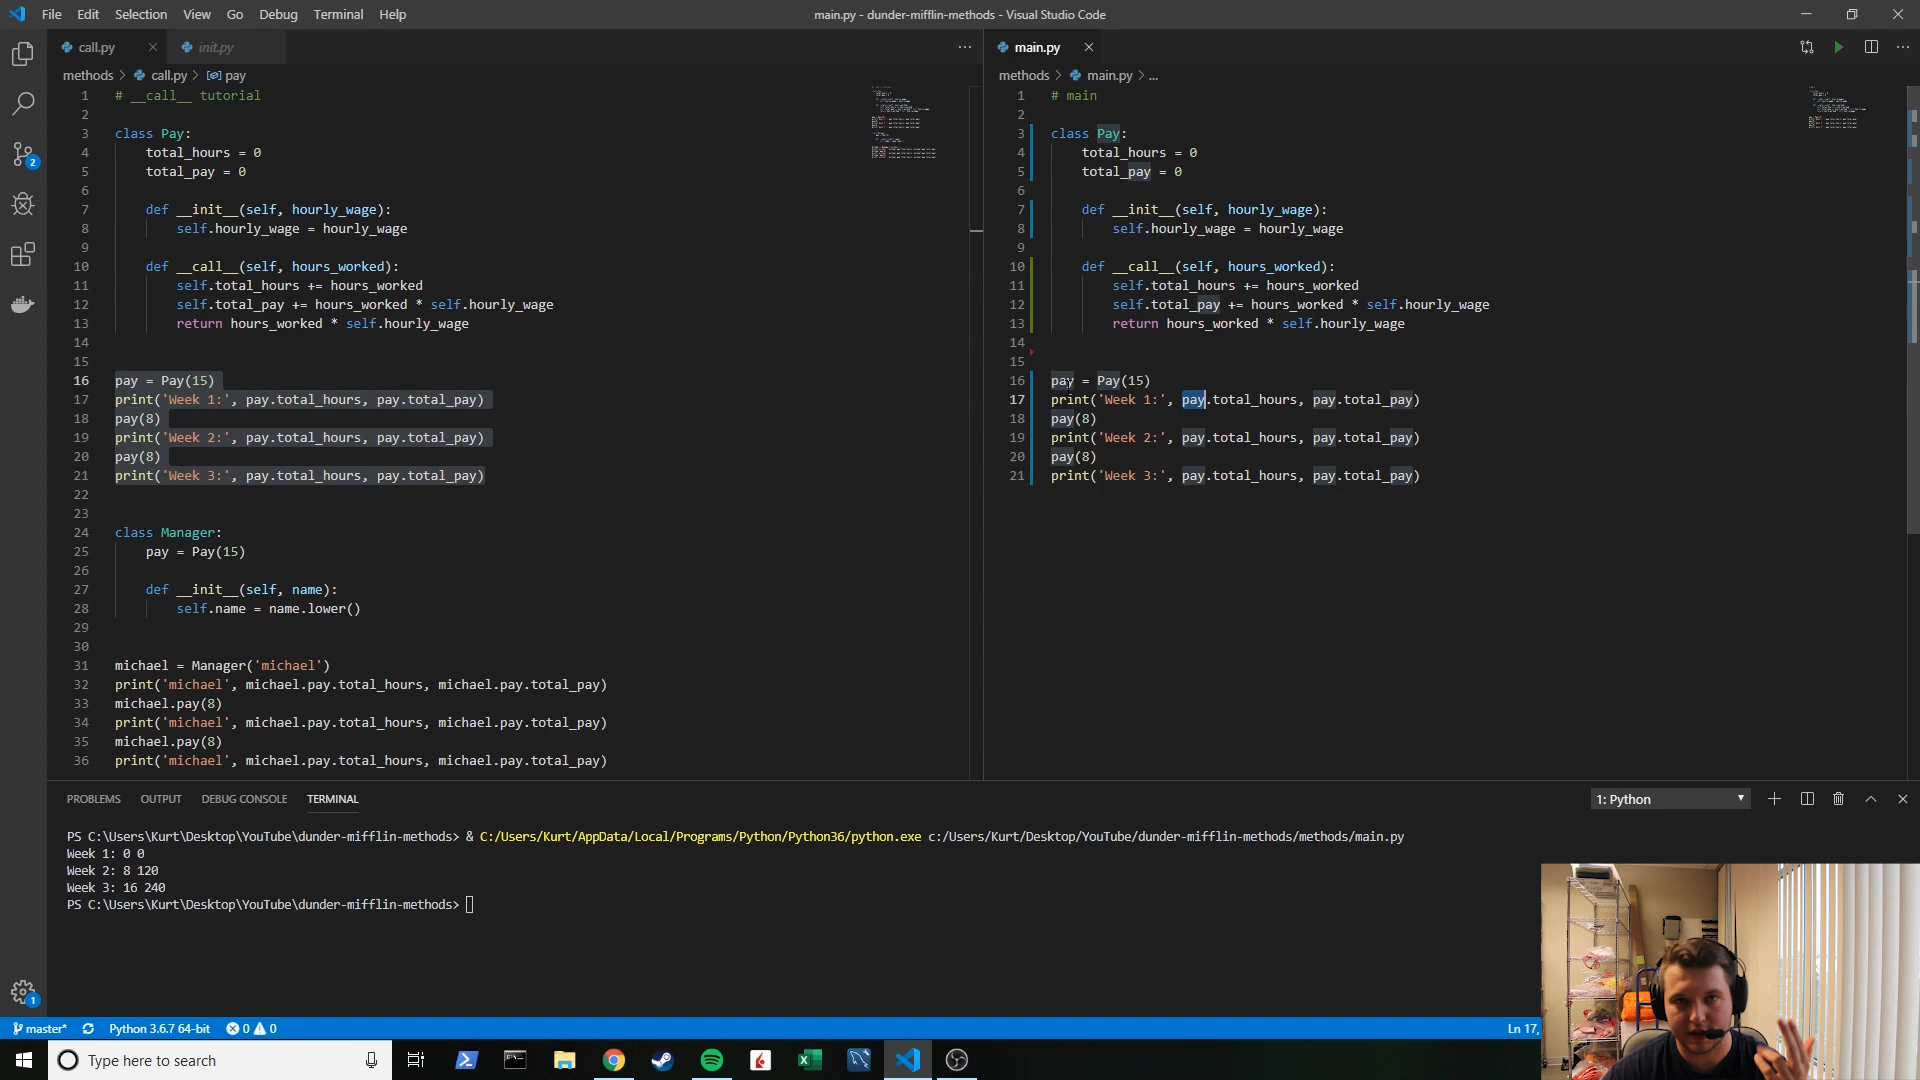 File Edit Selection View Go Debug Terminal Help
main.py - dunder-mifflin-methods - Visual Studio Code
call.py
init.py
methods > call.py > pay
1 # __call__ tutorial
2
3 class Pay:
4 total_hours = 0
5 total_pay = 0
6
7 def __init__(self, hourly_wage):
8 self.hourly_wage = hourly_wage
9
10 def __call__(self, hours_worked):
11 self.total_hours += hours_worked
12 self.total_pay += hours_worked * self.hourly_wage
13 return hours_worked * self.hourly_wage
14
15
16 pay = Pay(15)
17 print('Week 1:', pay.total_hours, pay.total_pay)
18 pay(8)
19 print('Week 2:', pay.total_hours, pay.total_pay)
20 pay(8)
21 print('Week 3:', pay.total_hours, pay.total_pay)
22
23
24 class Manager:
25 pay = Pay(15)
26
27 def __init__(self, name):
28 self.name = name.lower()
29
30
31 michael = Manager('michael')
32 print('michael', michael.pay.total_hours, michael.pay.total_pay)
33 michael.pay(8)
34 print('michael', michael.pay.total_hours, michael.pay.total_pay)
35 michael.pay(8)
36 print('michael', michael.pay.total_hours, michael.pay.total_pay)
main.py
methods > main.py > ...
1 # main
2
3 class Pay:
4 total_hours = 0
5 total_pay = 0
6
7 def __init__(self, hourly_wage):
8 self.hourly_wage = hourly_wage
9
10 def __call__(self, hours_worked):
11 self.total_hours += hours_worked
12 self.total_pay += hours_worked * self.hourly_wage
13 return hours_worked * self.hourly_wage
14
15
16 pay = Pay(15)
17 print('Week 1:', pay.total_hours, pay.total_pay)
18 pay(8)
19 print('Week 2:', pay.total_hours, pay.total_pay)
20 pay(8)
21 print('Week 3:', pay.total_hours, pay.total_pay)
2
1
PROBLEMS OUTPUT DEBUG CONSOLE TERMINAL
1: Python
PS C:\Users\Kurt\Desktop\YouTube\dunder-mifflin-methods> & C:/Users/Kurt/AppData/Local/Programs/Python/Python36/python.exe c:/Users/Kurt/Desktop/YouTube/dunder-mifflin-methods/methods/main.py
Week 1: 0 0
Week 2: 8 120
Week 3: 16 240
PS C:\Users\Kurt\Desktop\YouTube\dunder-mifflin-methods>
master* Python 3.6.7 64-bit 0 0
Ln 17,
Type here to search